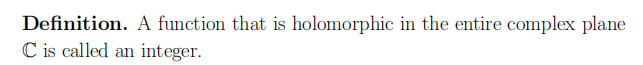 Definition. A function that is holomorphic in the entire complex plane
ℂ is called an integer.